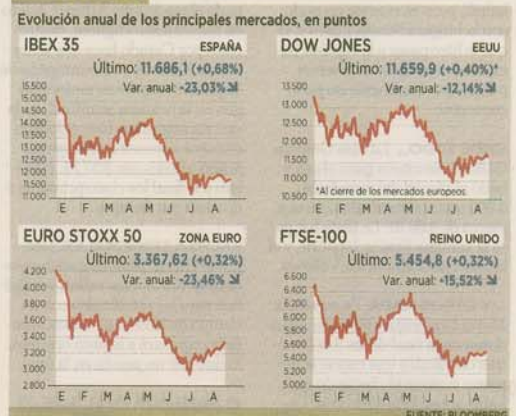 Evolución anual de los principales mercados, en puntos
IBEX 35 ESPAÑA
Último: 11.686,1 (+0,68%)
Var. anual: -23,03%
15.500
15.000
14.500
14.000
13.500
13.000
12.500
12.000
11.500
11.000
E F M A M J J A
DOW JONES EEUU
Último: 11.659,9 (+0,40%)*
Var. anual: -12,14%
13.500
13.000
12.500
12.000
11.500
11.000
10.500
*Al cierre de los mercados europeos.
E F M A M J J A
EURO STOXX 50 ZONA EURO
Último: 3.367,62 (+0,32%)
Var. anual: -23,46%
4.200
4.000
3.800
3.600
3.400
3.200
3.000
2.800
E F M A M J J A
FTSE-100 REINO UNIDO
Último: 5.454,8 (+0,32%)
Var. anual: -15,52%
6.600
6.400
6.200
6.000
5.800
5.600
5.400
5.200
5.000
E F M A M J J A
FUENTE: BLOOMBERG